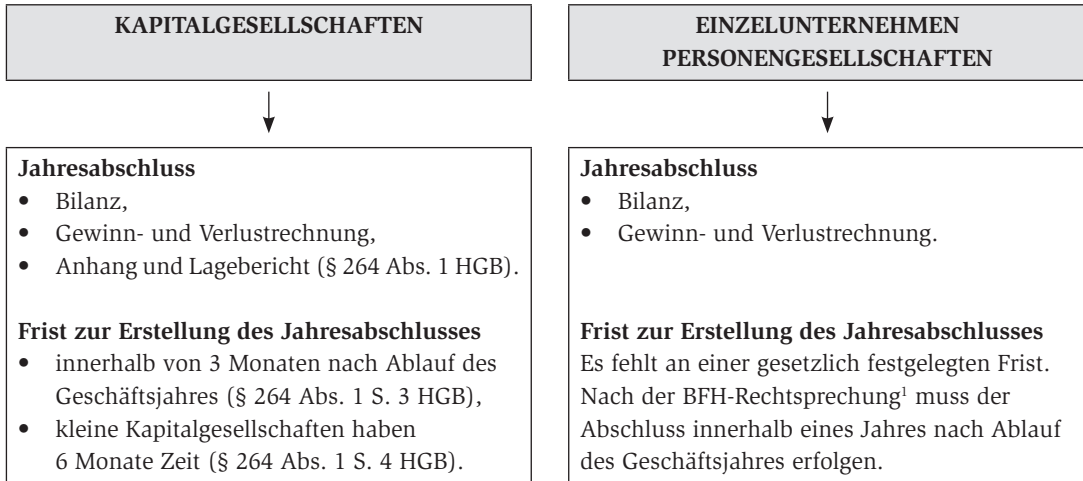 KAPITALGESELLSCHAFTEN
Jahresabschluss
• Bilanz,
• Gewinn- und Verlustrechnung,
• Anhang und Lagebericht (§ 264 Abs. 1 HGB).
Frist zur Erstellung des Jahresabschlusses
• innerhalb von 3 Monaten nach Ablauf des
Geschäftsjahres (§ 264 Abs. 1 S. 3 HGB),
• kleine Kapitalgesellschaften haben
6 Monate Zeit (§ 264 Abs. 1 S. 4 HGB).
EINZELUNTERNEHMEN
PERSONENGESELLSCHAFTEN
Jahresabschluss
• Bilanz,
• Gewinn- und Verlustrechnung.
Frist zur Erstellung des Jahresabschlusses
Es fehlt an einer gesetzlich festgelegten Frist.
Nach der BFH-Rechtsprechung¹ muss der
Abschluss innerhalb eines Jahres nach Ablauf
des Geschäftsjahres erfolgen.